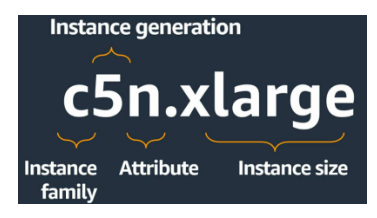 Instance generation
c5n.xlarge
Instance family
Attribute
Instance size